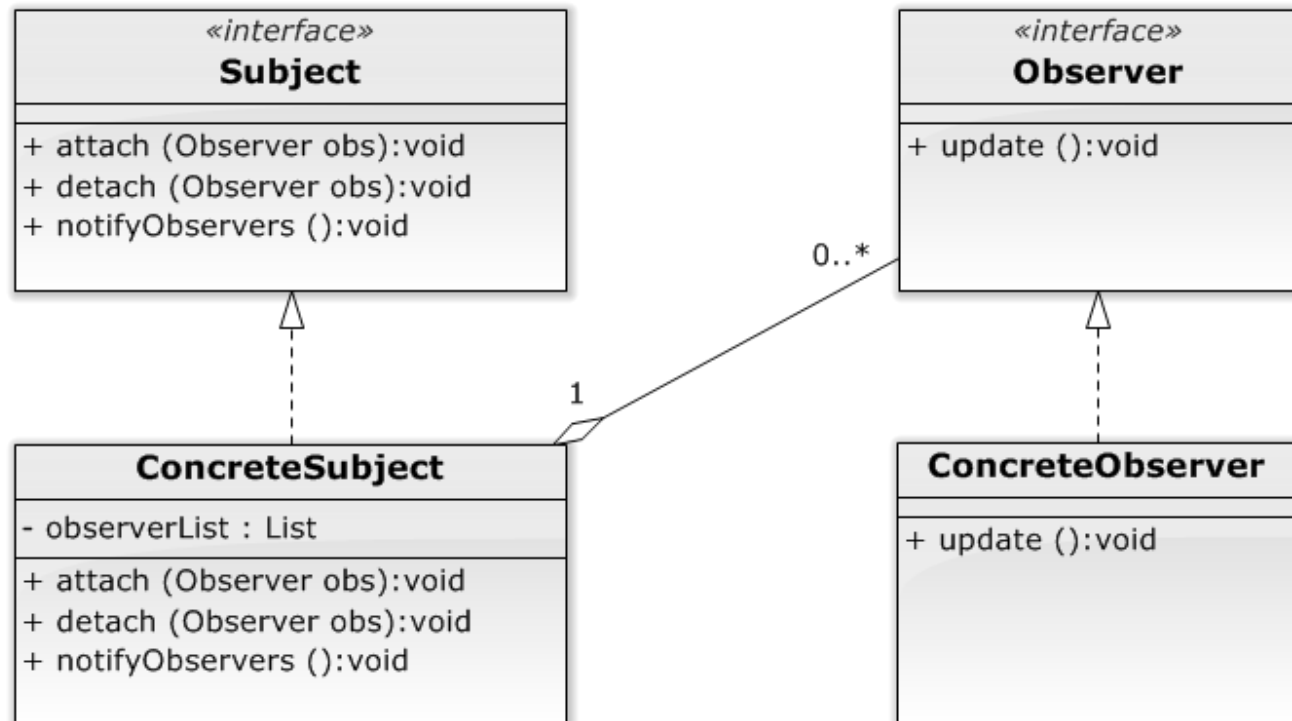 «interface»
Subject
+ attach (Observer obs):void
+ detach (Observer obs):void
+ notifyObservers ():void
«interface»
Observer
+ update ():void
0..*
1
ConcreteSubject
- observerList : List
+ attach (Observer obs):void
+ detach (Observer obs):void
+ notifyObservers ():void
ConcreteObserver
+ update ():void